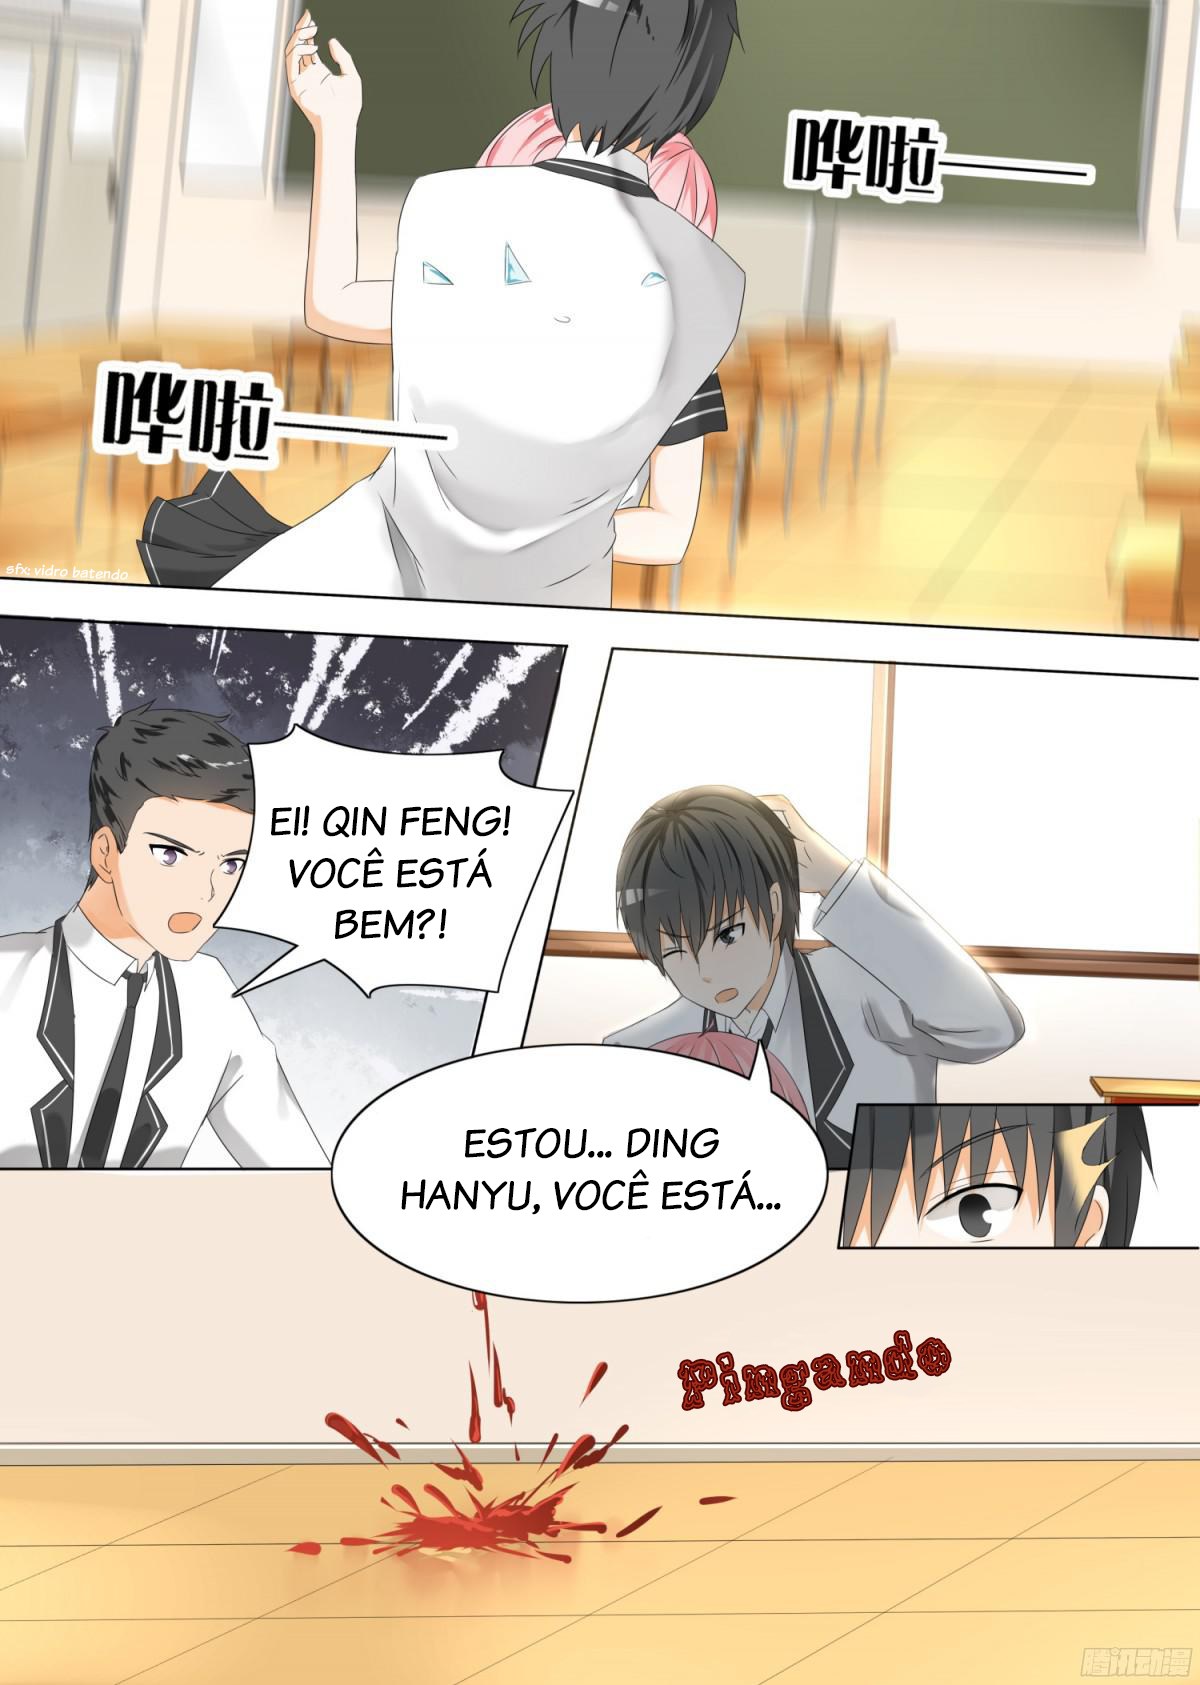 哗啦——
哗啦——
sfx: vidro batendo
EI! QIN FENG!
VOCÊ ESTÁ
BEM?!
ESTOU... DING
HANYU, VOCÊ ESTÁ...
Pingando
腾讯动漫